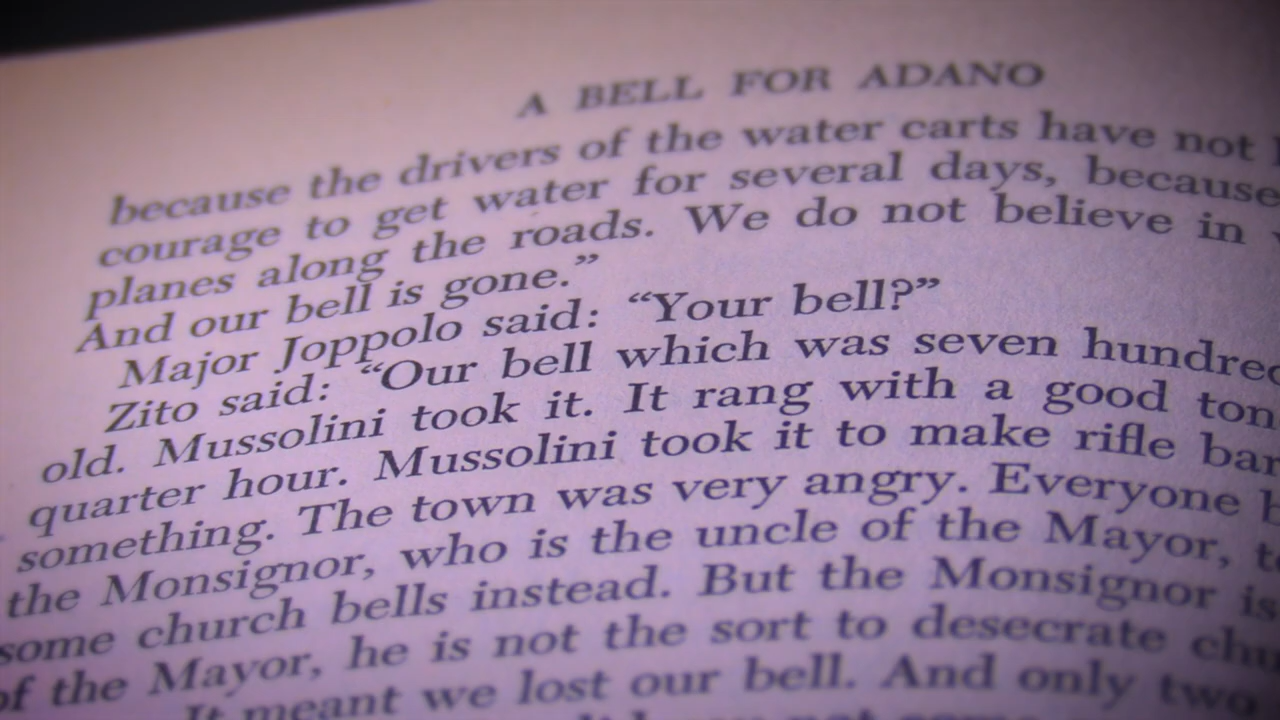 A BELL FOR ADANO
because the drivers of the water carts have not
courage to get water for several days, because
planes along the roads. We do not believe in
And our bell is gone.”
Major Joppolo said: “Your bell?”
Zito said: “Our bell which was seven hundred
old. Mussolini took it. It rang with a good
quarter hour. Mussolini took it to make rifle
something. The town was very angry. Everyone
the Monsignor, who is the uncle of the Mayor,
some church bells instead. But the Monsignor is
of the Mayor, he is not the sort to desecrate
It meant we lost our bell. And only two